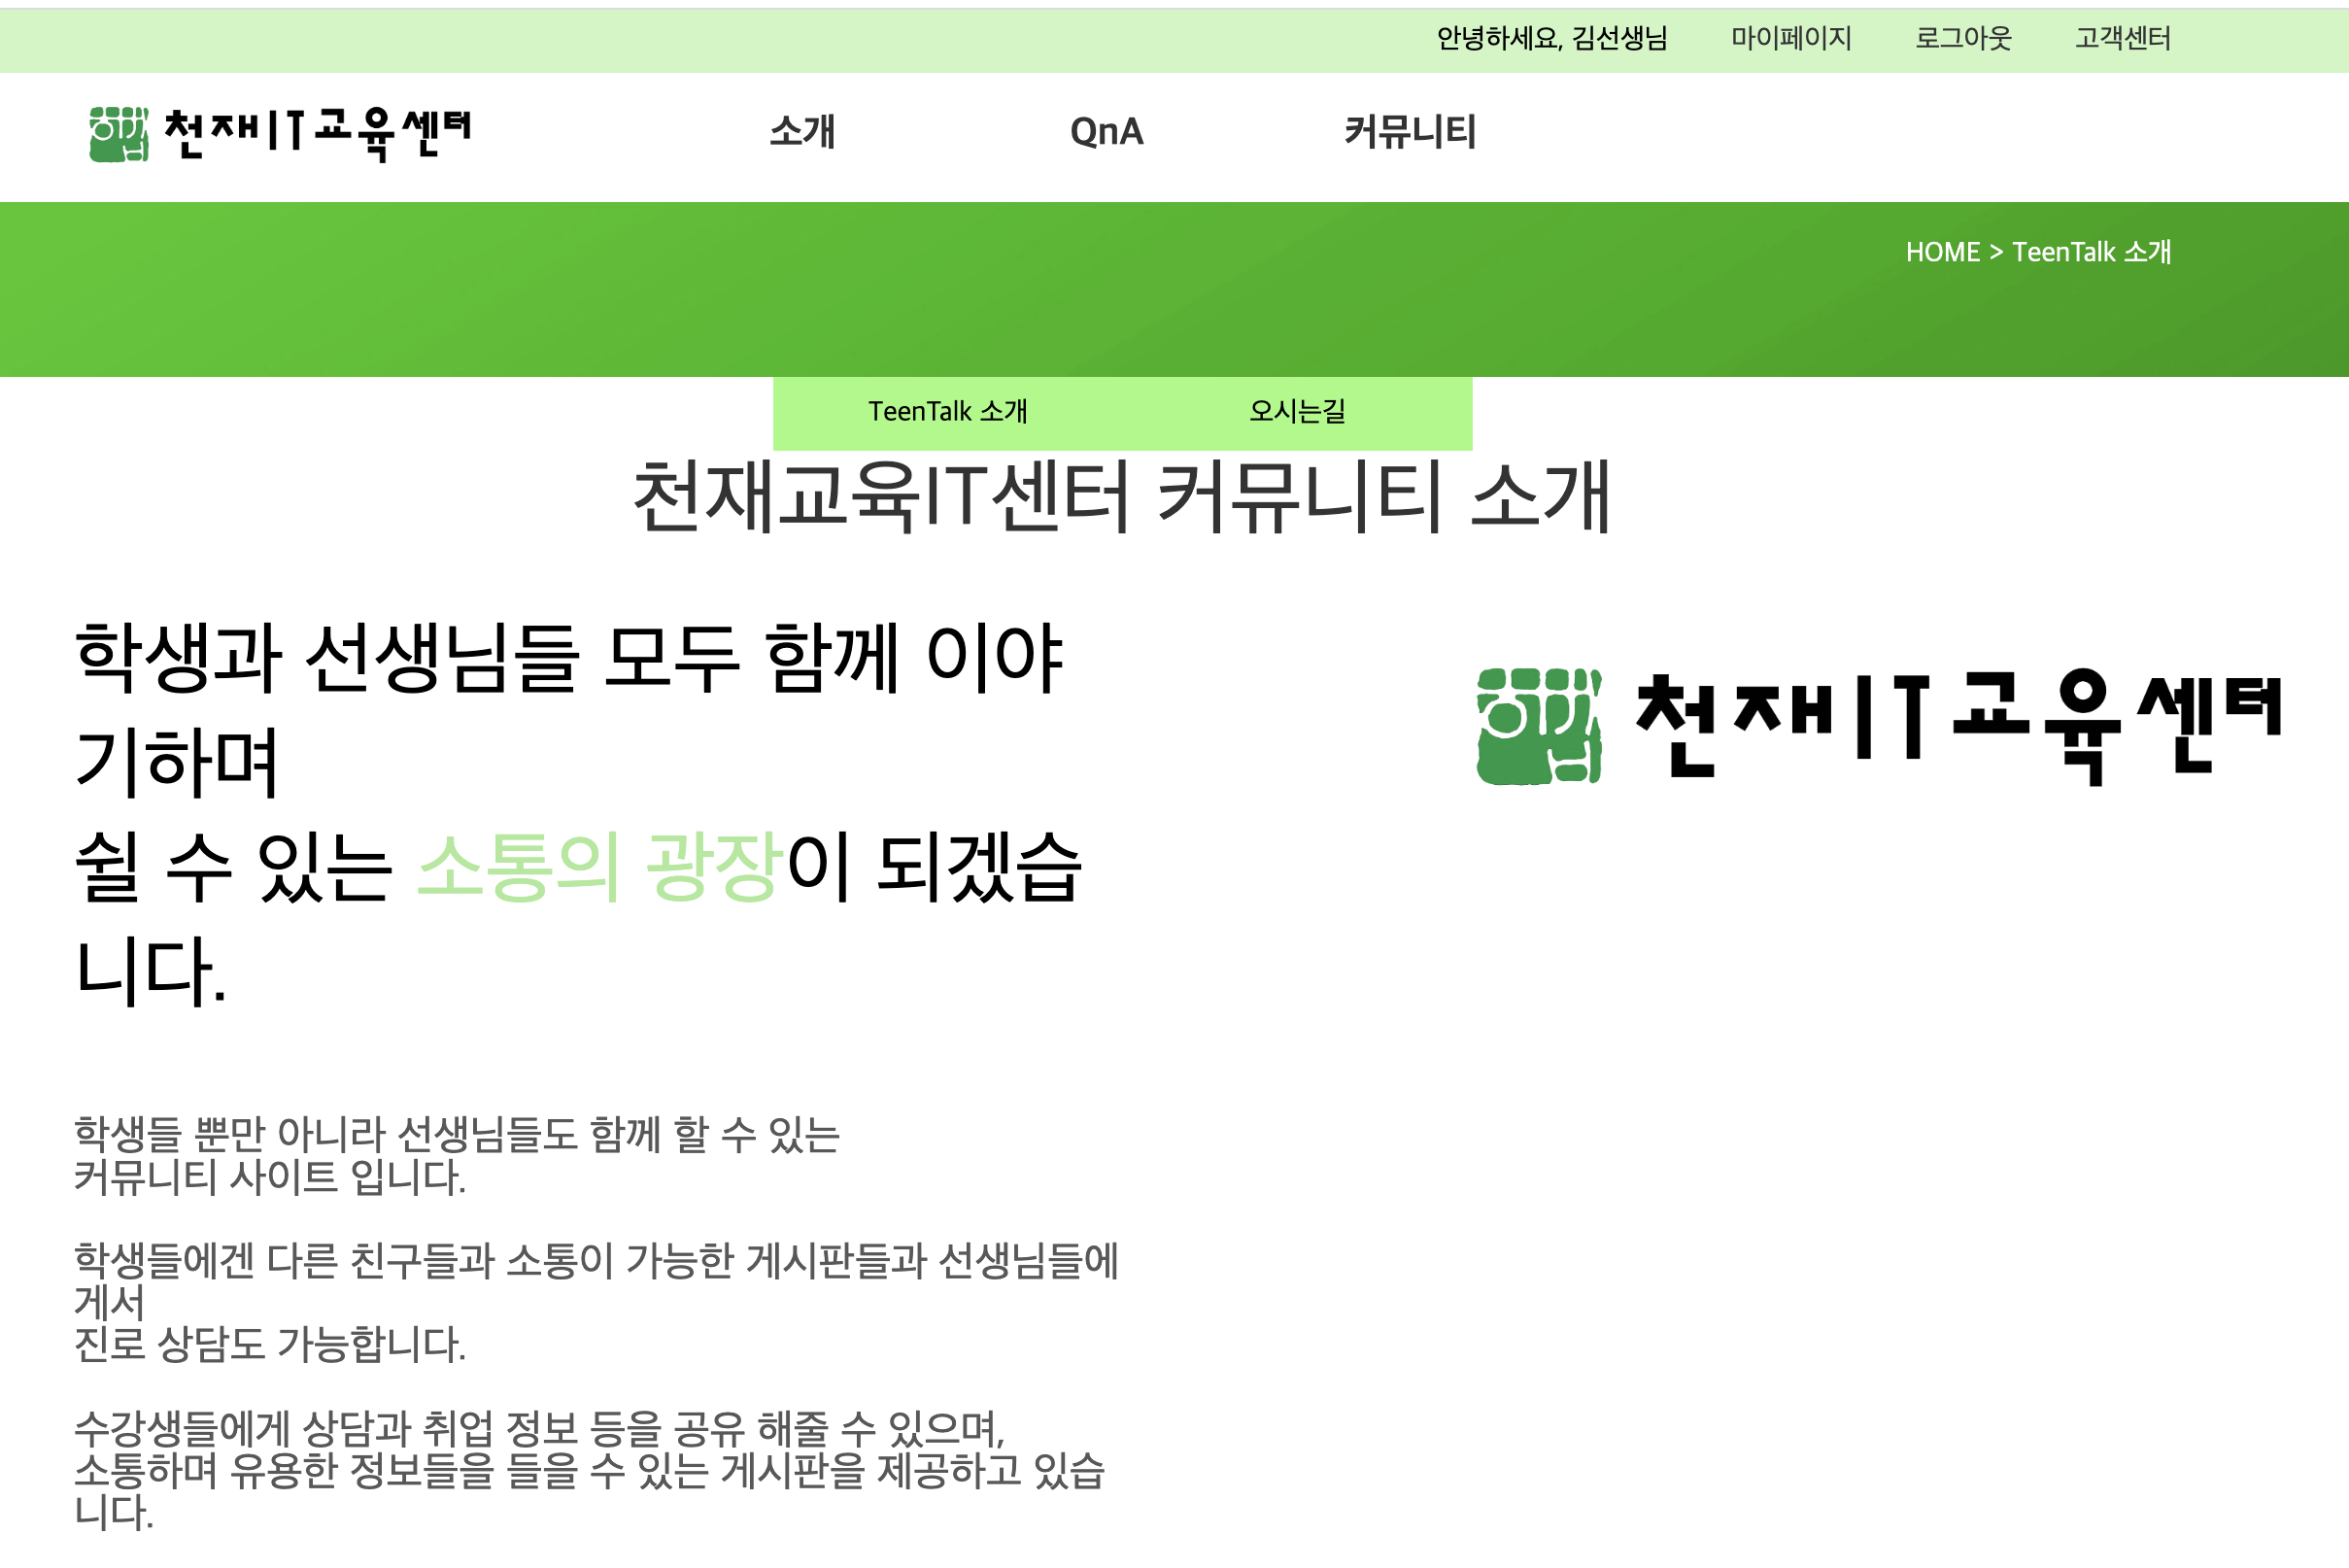 안녕하세요, 김선생님 마이페이지 로그아웃 고객센터
천재IT교육센터 소개 QnA 커뮤니티
HOME > TeenTalk 소개
TeenTalk 소개 오시는길
천재교육IT센터 커뮤니티 소개
학생과 선생님들 모두 함께 이야
기하며
쉴 수 있는 소통의 광장이 되겠습
니다.
천재IT교육센터
학생들 뿐만 아니라 선생님들도 함께 할 수 있는
커뮤니티 사이트 입니다.
학생들에겐 다른 친구들과 소통이 가능한 게시판들과 선생님들에
게서
진로 상담도 가능합니다.
수강생들에게 상담과 취업 정보 등을 공유 해줄 수 있으며,
소통하며 유용한 정보들을 들을 수 있는 게시판을 제공하고 있습
니다.